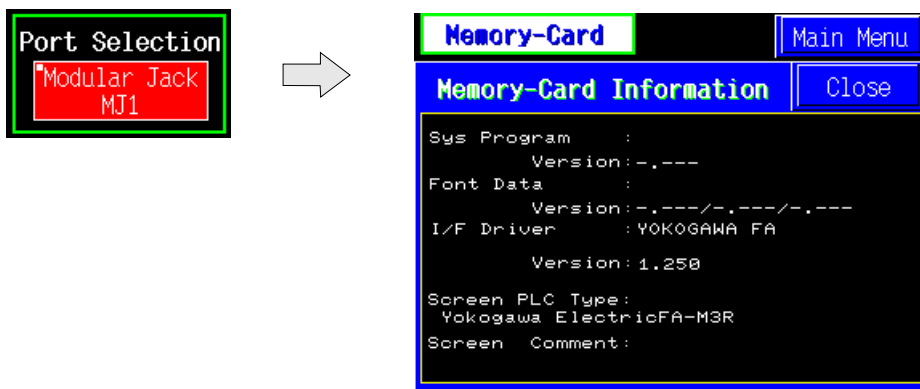 Port Selection
Modular Jack
MJ1
Memory-Card
Main Menu
Memory-Card Information
Close
Sys Program :
Version:-.---
Font Data :
Version:-.---/-.---/-.---
I/F Driver :YOKOGAWA FA
Version:1.250
Screen PLC Type:
Yokogawa ElectricFA-M3R
Screen Comment: